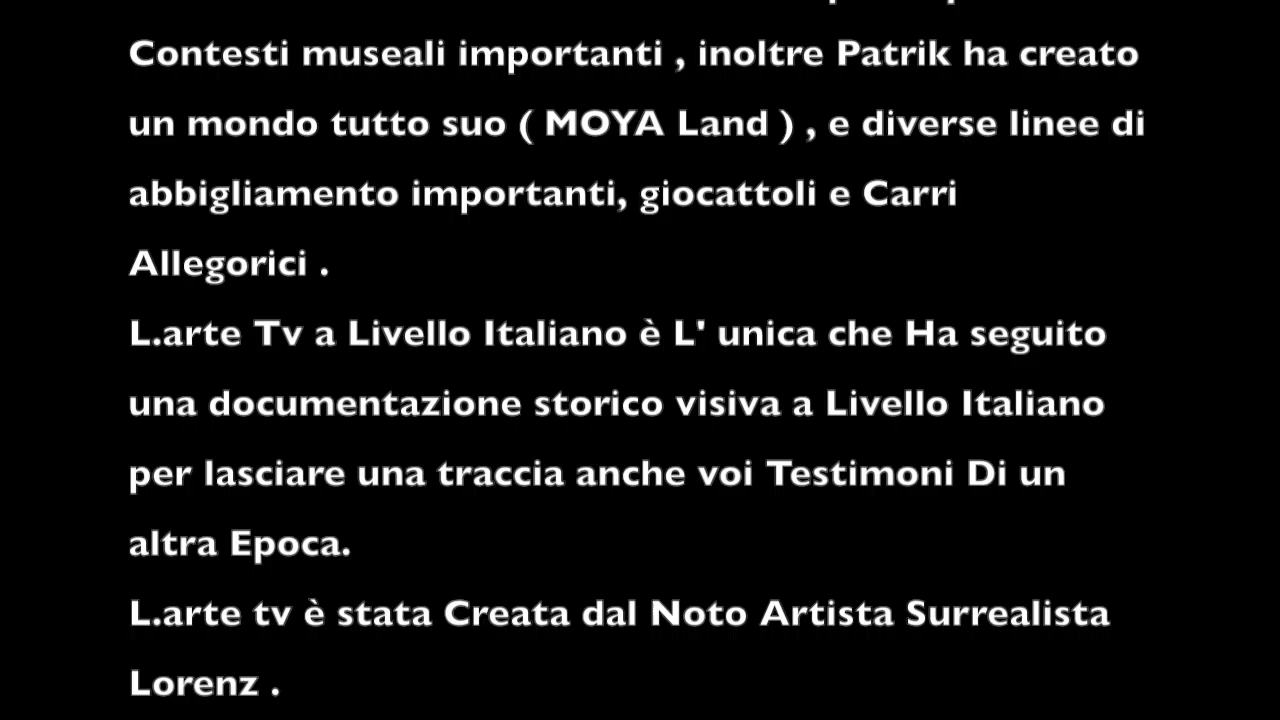 Contesti museali importanti , inoltre Patrik ha creato
un mondo tutto suo ( MOYA Land ) , e diverse linee di
abbigliamento importanti, giocattoli e Carri
Allegorici .
L.arte Tv a Livello Italiano è L' unica che Ha seguito
una documentazione storico visiva a Livello Italiano
per lasciare una traccia anche voi Testimoni Di un
altra Epoca.
L.arte tv è stata Creata dal Noto Artista Surrealista
Lorenz .